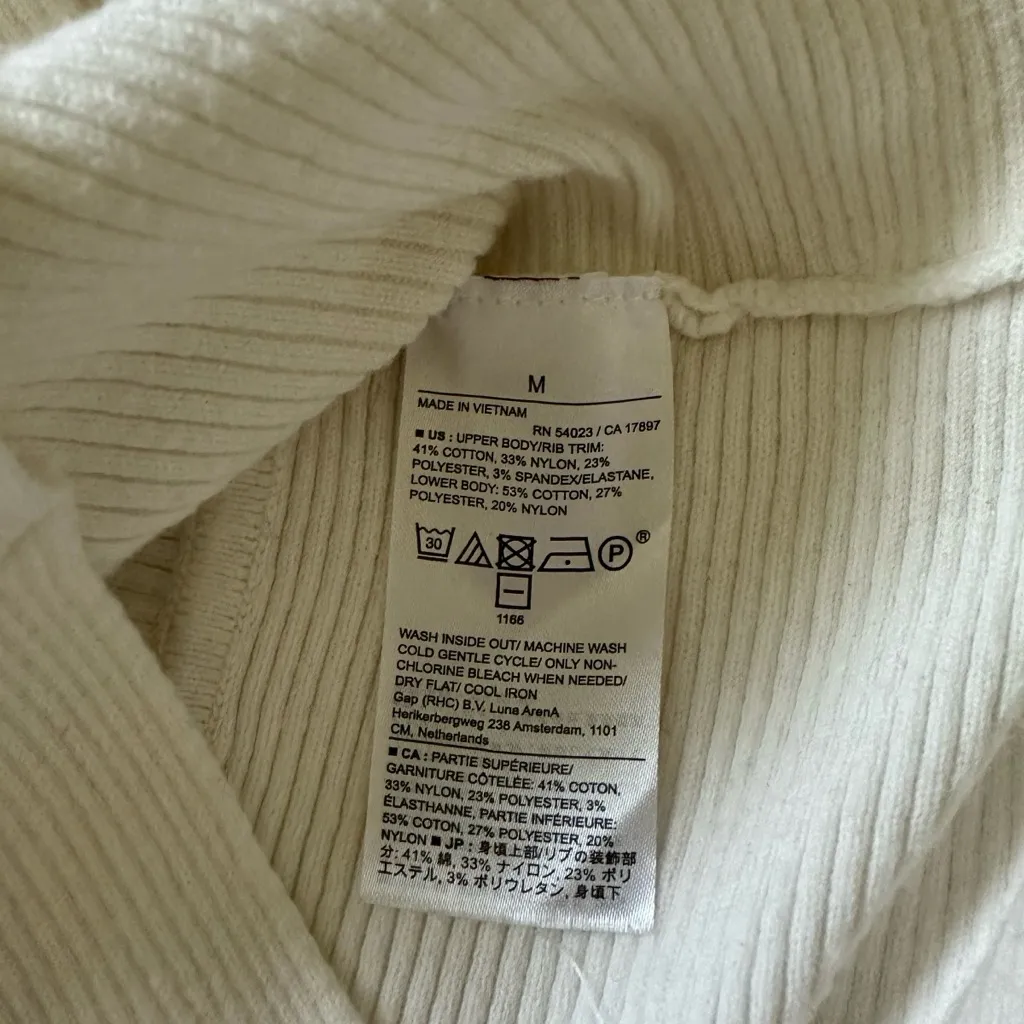 M
MADE IN VIETNAM
RN 54023 / CA 17897
■ US : UPPER BODY/RIB TRIM:
41% COTTON, 33% NYLON, 23%
POLYESTER, 3% SPANDEX/ELASTANE,
LOWER BODY: 53% COTTON, 27%
POLYESTER, 20% NYLON
30 P®
1166
WASH INSIDE OUT/ MACHINE WASH
COLD GENTLE CYCLE/ ONLY NON-
CHLORINE BLEACH WHEN NEEDED/
DRY FLAT/ COOL IRON
Gap (RHC) B.V. Luna ArenA
Herikerbergweg 238 Amsterdam, 1101
CM, Netherlands
■ CA : PARTIE SUPÉRIEURE/
GARNITURE CÔTELÉE: 41% COTON,
33% NYLON, 23% POLYESTER, 3%
ÉLASTHANNE, PARTIE INFÉRIEURE:
53% COTON, 27% POLYESTER, 20%
NYLON ■ JP : 身頃上部/リブの装飾部
分: 41% 綿, 33% ナイロン, 23% ポリ
エステル, 3% ポリウレタン, 身頃下